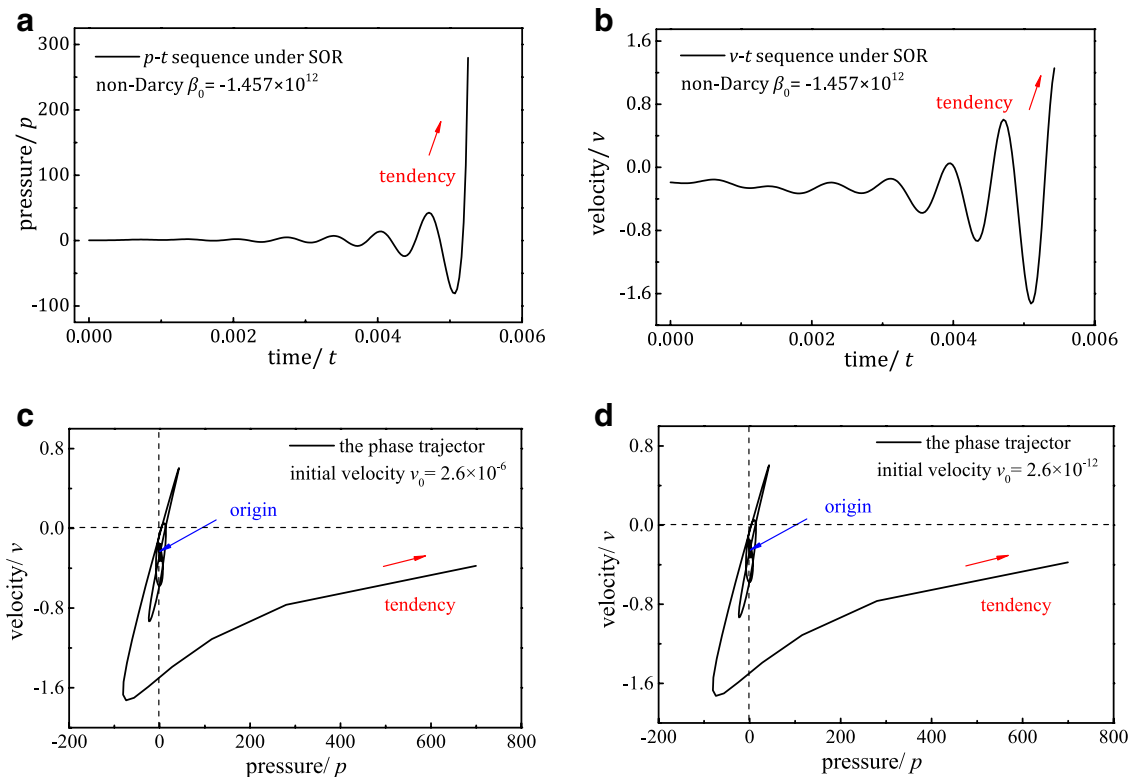 a
300
200
100
0
-100
p-t sequence under SOR
non-Darcy β₀= -1.457×10¹²
tendency
pressure/ p
0.000
0.002
0.004
0.006
time/ t
b
1.6
0.8
0.0
-0.8
-1.6
v-t sequence under SOR
non-Darcy β₀= -1.457×10¹²
tendency
velocity/ v
0.000
0.002
0.004
0.006
time/ t
c
0.8
0.0
-0.8
-1.6
the phase trajector
initial velocity v₀= 2.6×10⁻⁶
origin
tendency
velocity/ v
-200
0
200
400
600
800
pressure/ p
d
0.8
0.0
-0.8
-1.6
the phase trajector
initial velocity v₀= 2.6×10⁻¹²
origin
tendency
velocity/ v
-200
0
200
400
600
800
pressure/ p